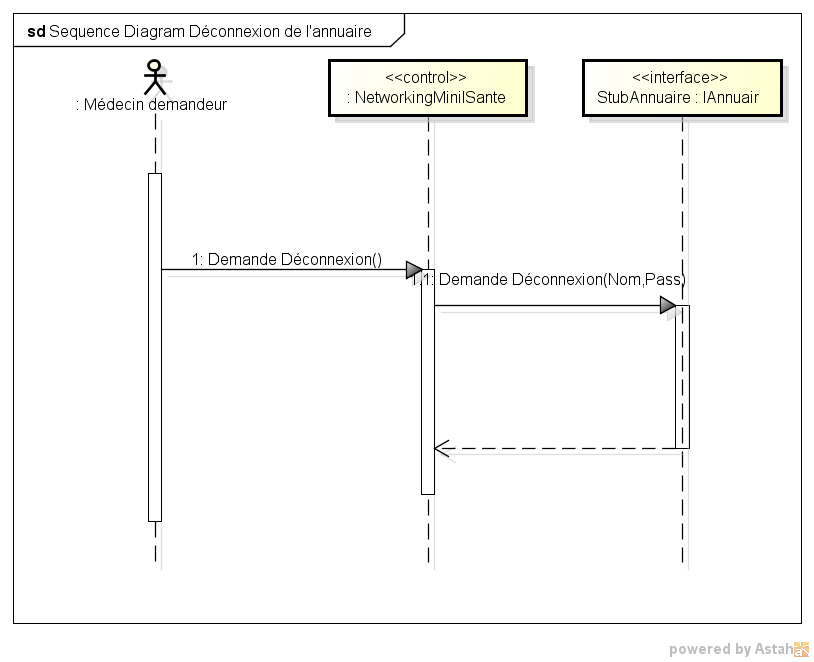 sd Sequence Diagram Déconnexion de l'annuaire
: Médecin demandeur
<<control>>
: NetworkingMiniISante
<<interface>>
StubAnnuaire : IAnnuair
1: Demande Déconnexion()
1.1: Demande Déconnexion(Nom,Pass)
powered by Astah